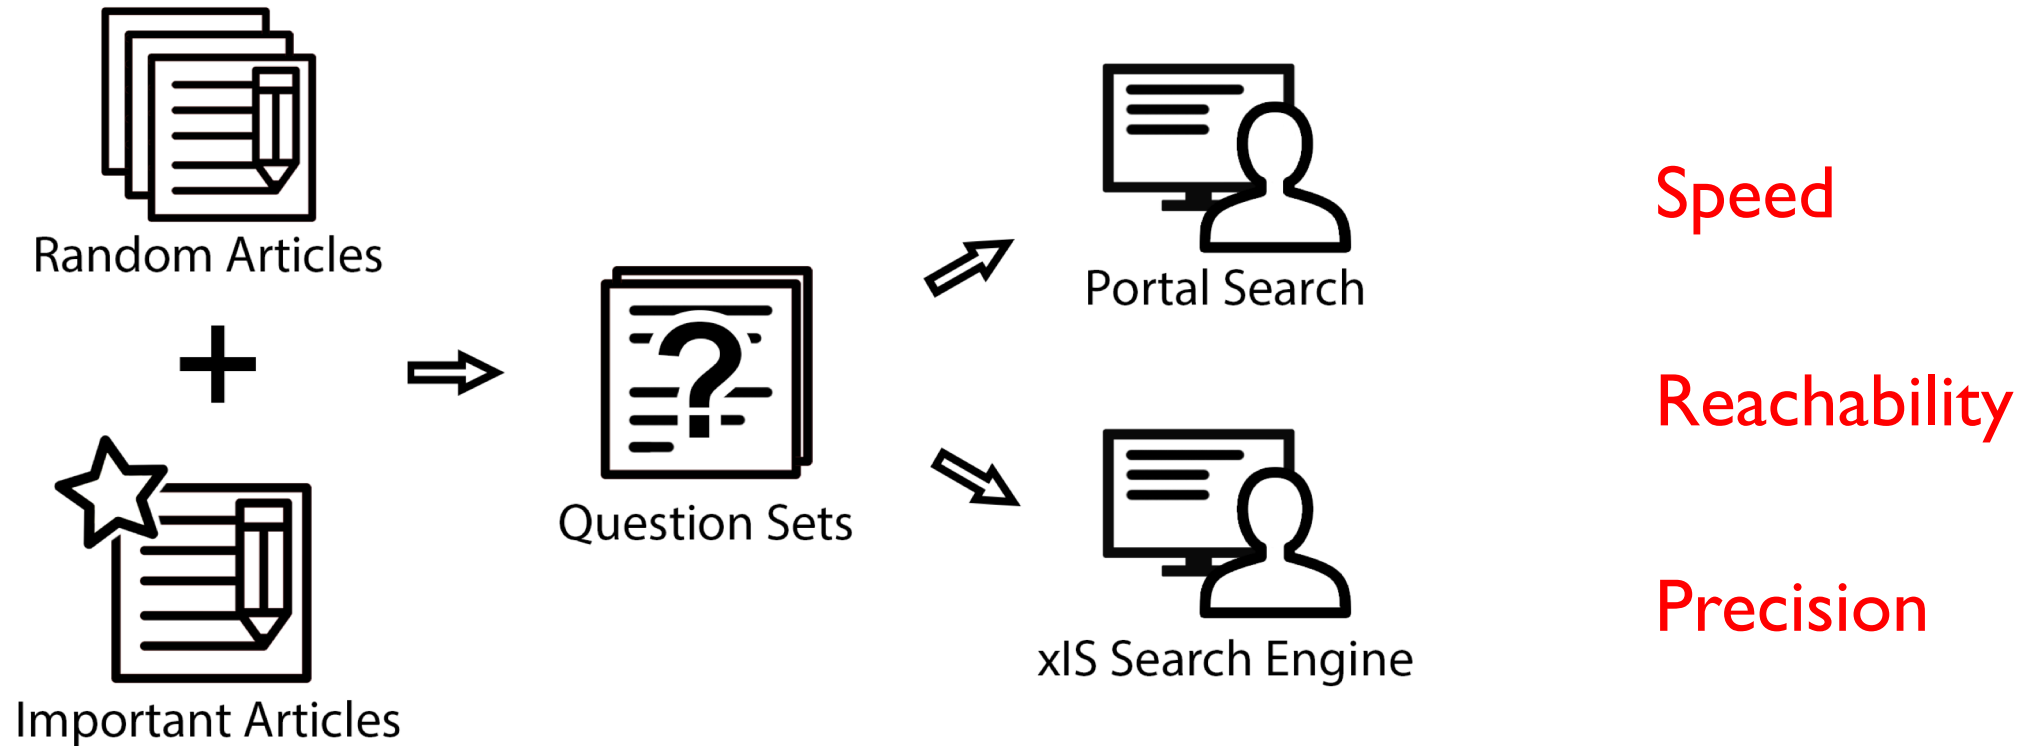 Random Articles
+
Important Articles
?
Question Sets
Portal Search
xIS Search Engine
Speed
Reachability
Precision